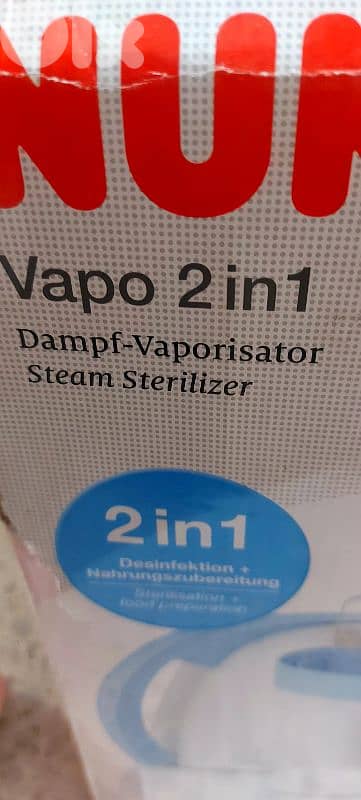 NUK
Vapo 2in1
Dampf-Vaporisator
Steam Sterilizer
2in1
Desinfektion +
Nahrungszubereitung
Sterilisation +
food preparation